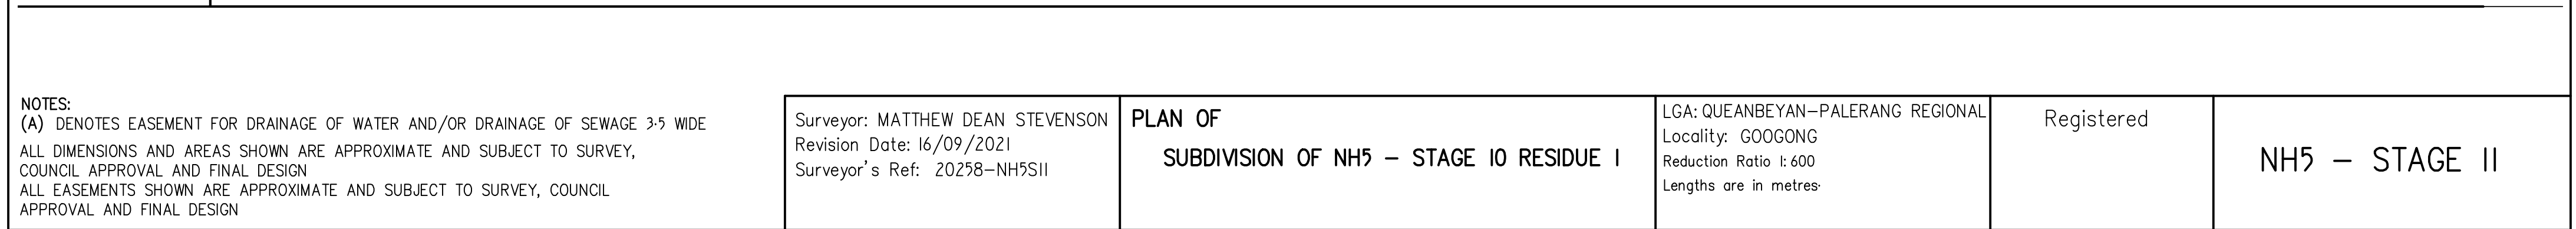 NOTES:
(A) DENOTES EASEMENT FOR DRAINAGE OF WATER AND/OR DRAINAGE OF SEWAGE 3·5 WIDE
ALL DIMENSIONS AND AREAS SHOWN ARE APPROXIMATE AND SUBJECT TO SURVEY,
COUNCIL APPROVAL AND FINAL DESIGN
ALL EASEMENTS SHOWN ARE APPROXIMATE AND SUBJECT TO SURVEY, COUNCIL
APPROVAL AND FINAL DESIGN
Surveyor: MATTHEW DEAN STEVENSON
Revision Date: 16/09/2021
Surveyor's Ref: 20258-NH5S11
PLAN OF
SUBDIVISION OF NH5 - STAGE 10 RESIDUE 1
LGA: QUEANBEYAN-PALERANG REGIONAL
Locality: GOOGONG
Reduction Ratio 1:600
Lengths are in metres·
Registered
NH5 - STAGE 11